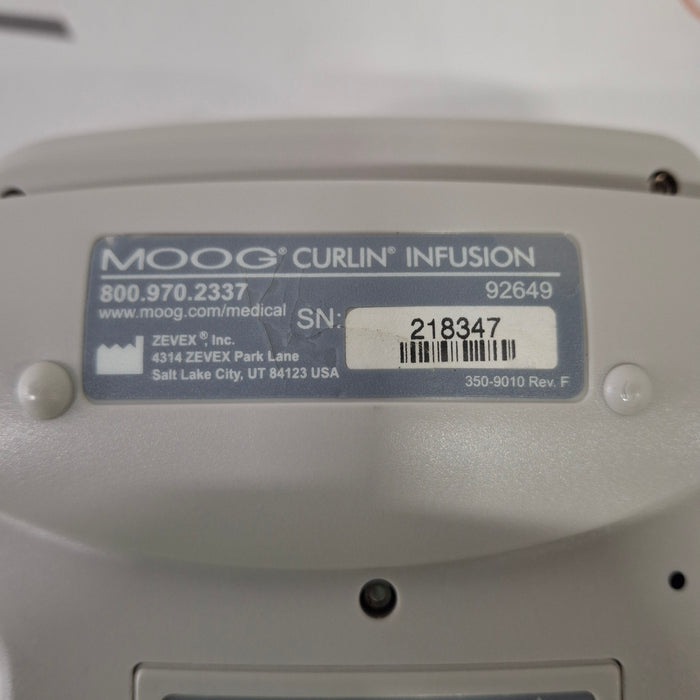 MOOG® CURLIN® INFUSION
800.970.2337 92649
www.moog.com/medical
SN: 218347
ZEVEX®, Inc.
4314 ZEVEX Park Lane
Salt Lake City, UT 84123 USA
350-9010 Rev. F